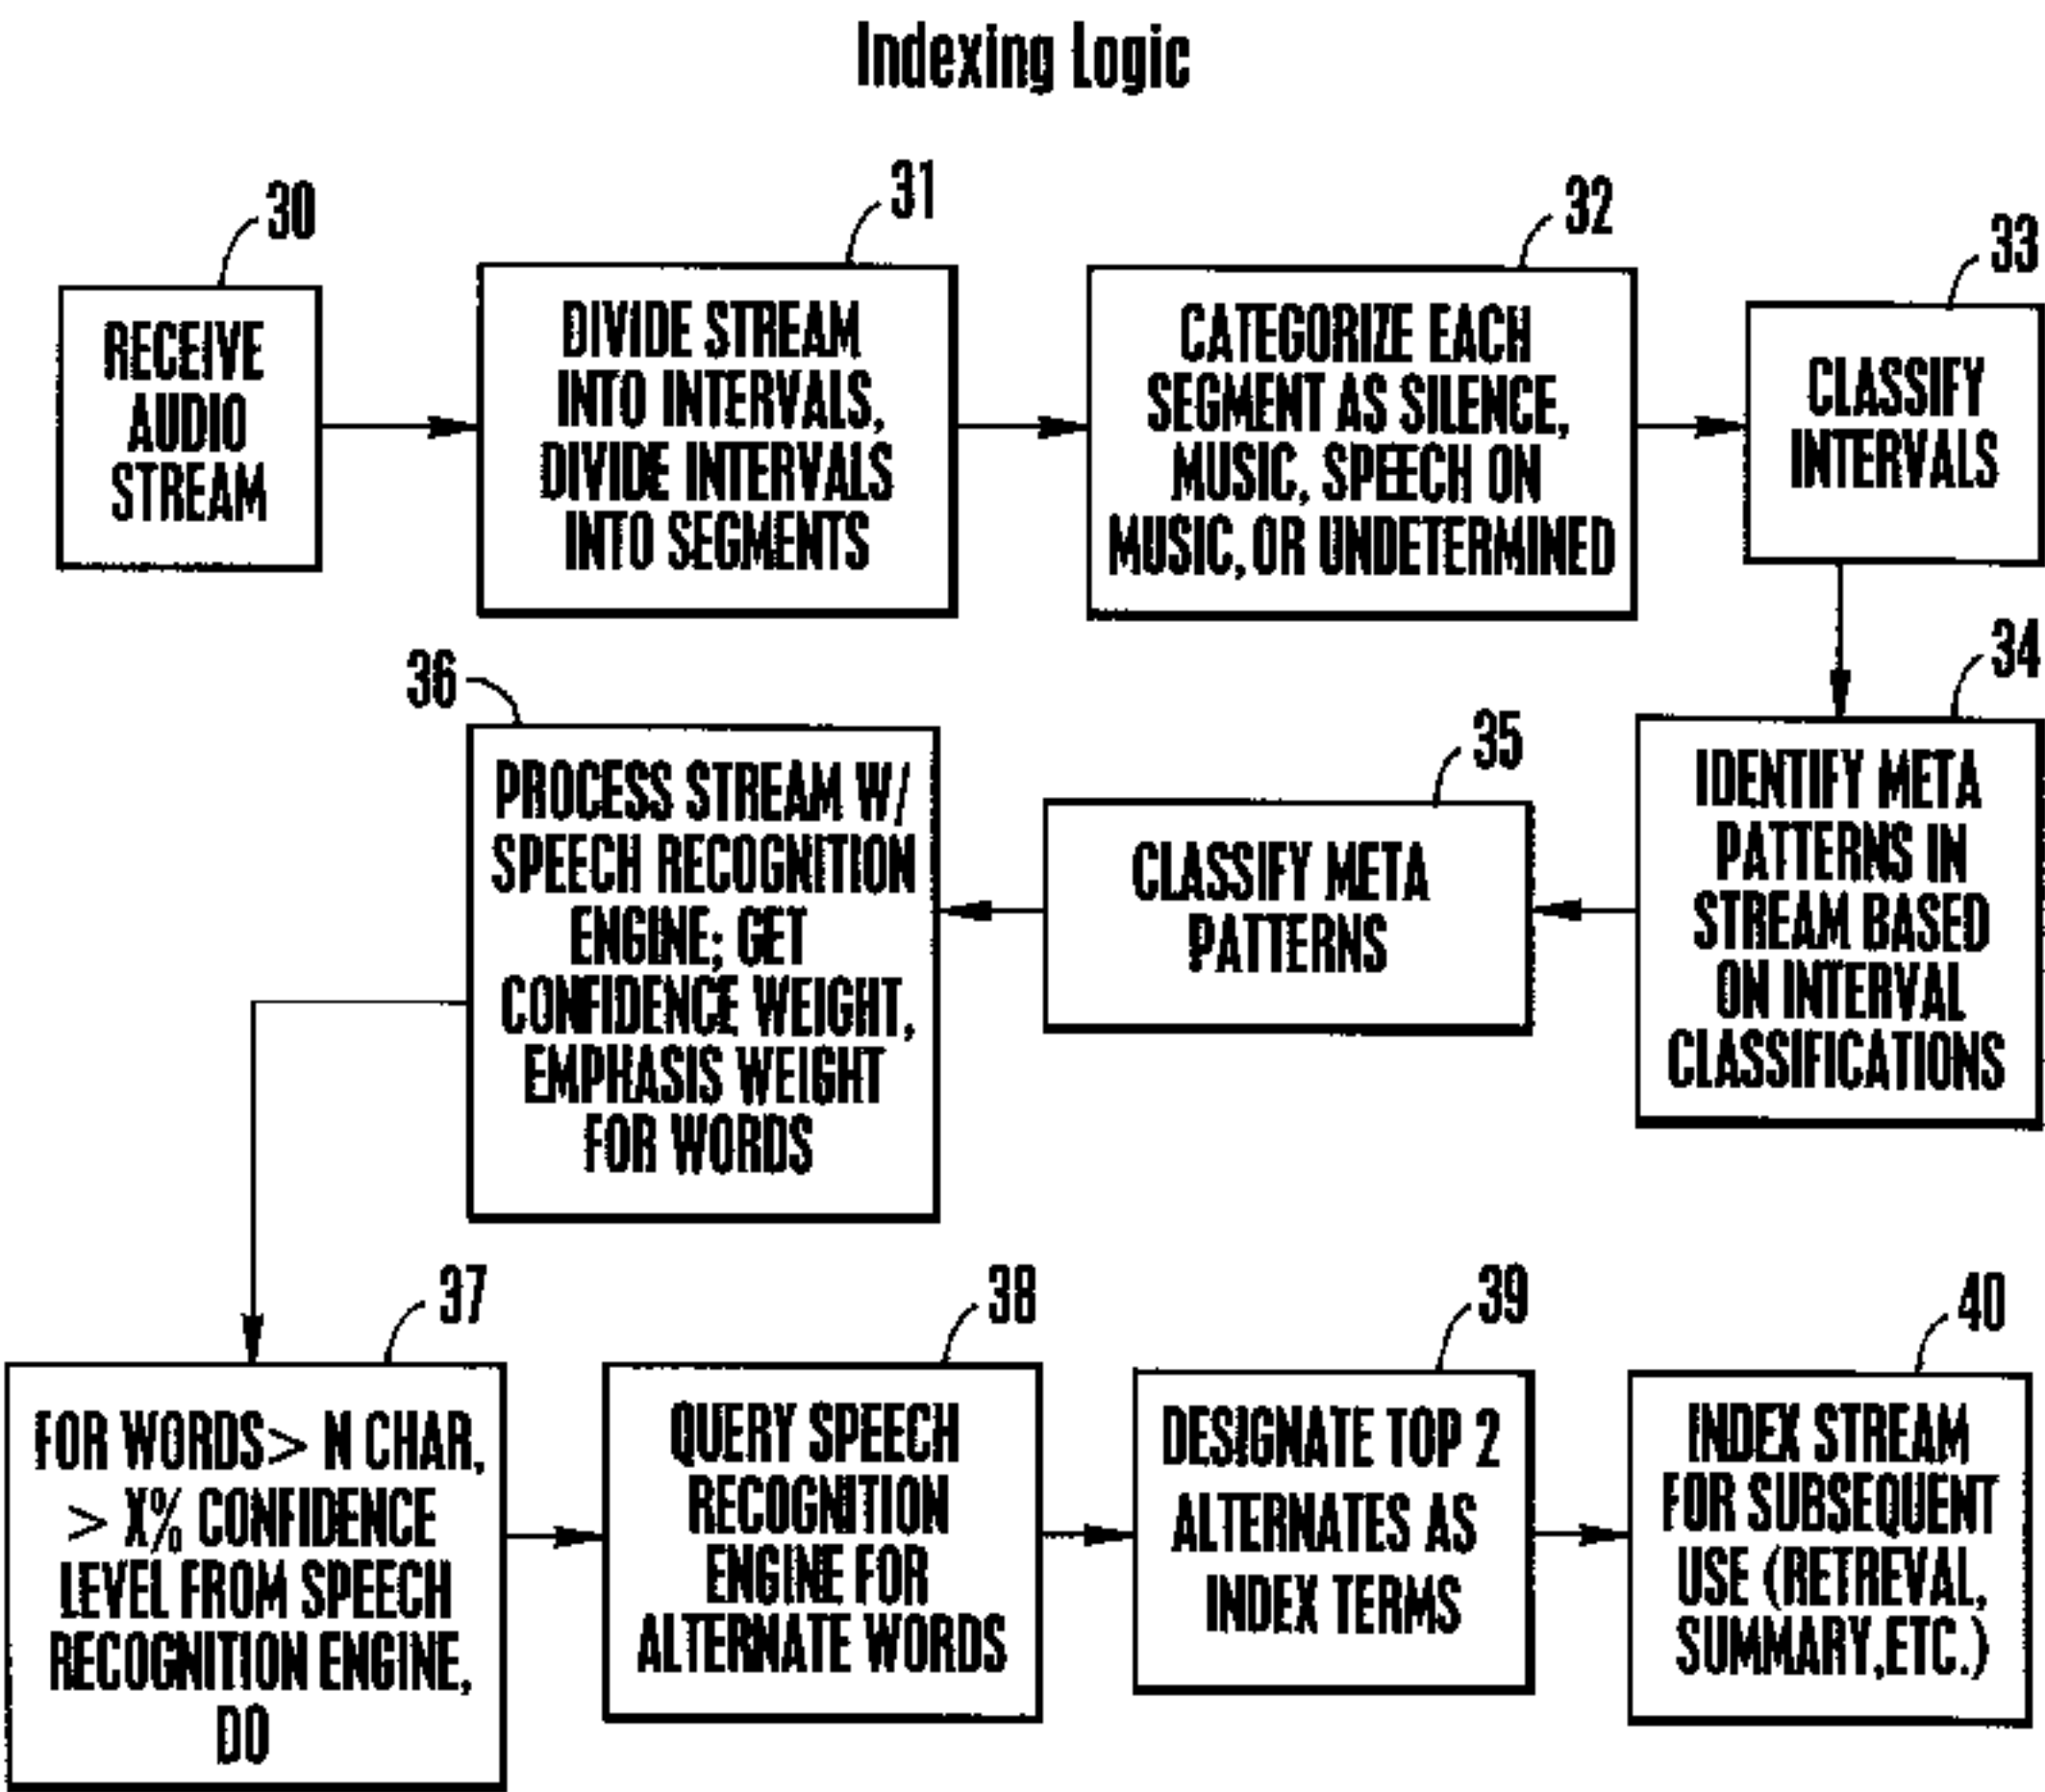 Indexing Logic
30
RECEIVE
AUDIO
STREAM
31
DIVIDE STREAM
INTO INTERVALS,
DIVIDE INTERVALS
INTO SEGMENTS
32
CATEGORIZE EACH
SEGMENT AS SILENCE,
MUSIC, SPEECH ON
MUSIC, OR UNDETERMINED
33
CLASSIFY
INTERVALS
34
IDENTIFY META
PATTERNS IN
STREAM BASED
ON INTERVAL
CLASSIFICATIONS
35
CLASSIFY META
PATTERNS
36
PROCESS STREAM W/
SPEECH RECOGNITION
ENGINE; GET
CONFIDENCE WEIGHT,
EMPHASIS WEIGHT
FOR WORDS
37
FOR WORDS > N CHAR,
> X% CONFIDENCE
LEVEL FROM SPEECH
RECOGNITION ENGINE,
DO
38
QUERY SPEECH
RECOGNITION
ENGINE FOR
ALTERNATE WORDS
39
DESIGNATE TOP 2
ALTERNATES AS
INDEX TERMS
40
INDEX STREAM
FOR SUBSEQUENT
USE (RETREVAL,
SUMMARY, ETC.)